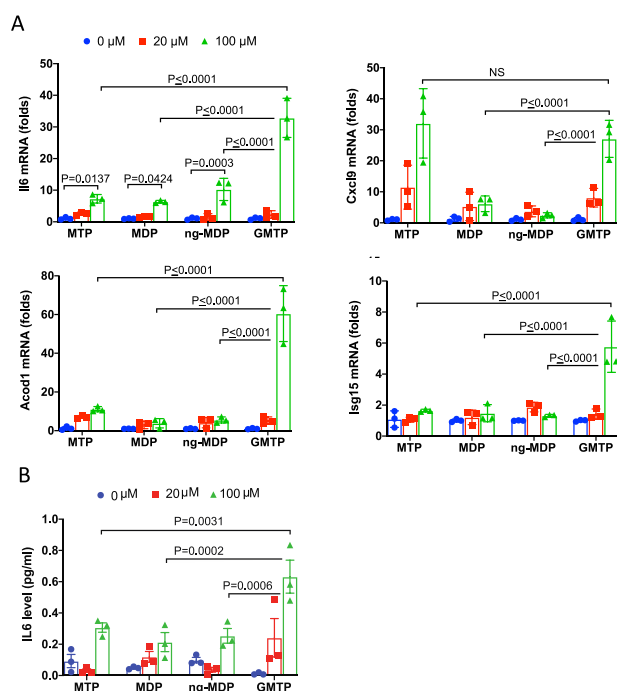 A
0 µM 20 µM 100 µM
Il6 mRNA (folds)
50
40
30
20
10
0
P≤0.0001
P≤0.0001
P≤0.0001
P=0.0003
P=0.0137
P=0.0424
MTP MDP ng-MDP GMTP
Cxcl9 mRNA (folds)
50
40
30
20
10
0
NS
P≤0.0001
P≤0.0001
MTP MDP ng-MDP GMTP
Acod1 mRNA (folds)
80
60
40
20
0
P≤0.0001
P≤0.0001
P≤0.0001
MTP MDP ng-MDP GMTP
Isg15 mRNA (folds)
10
8
6
4
2
0
P≤0.0001
P≤0.0001
P≤0.0001
MTP MDP ng-MDP GMTP
B
0 µM 20 µM 100 µM
IL6 level (pg/ml)
1.0
0.8
0.6
0.4
0.2
0.0
P=0.0031
P=0.0002
P=0.0006
MTP MDP ng-MDP GMTP